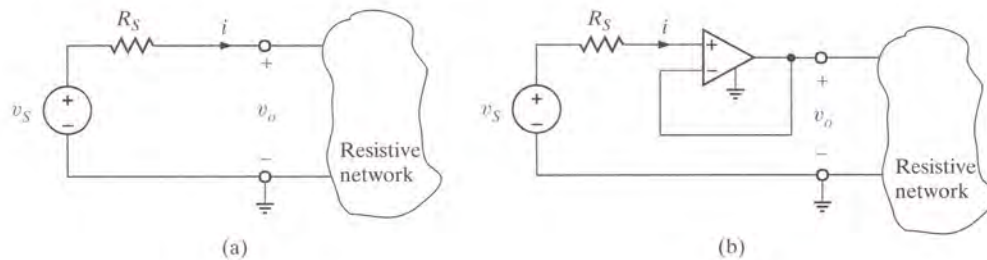 R_S
i
+
v_S
+
−
v_o
−
Resistive
network
(a)
R_S
i
+
−
+
v_S
+
−
v_o
−
Resistive
network
(b)